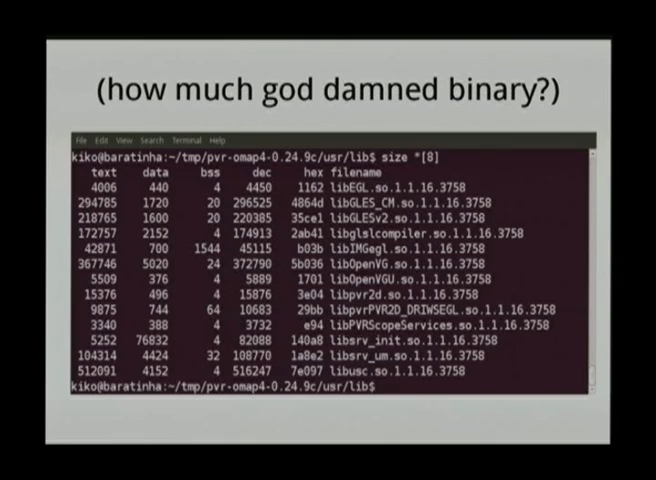 (how much god damned binary?)
File Edit View Search Terminal Help
kiko@baratinha:~/tmp/pvr-omap4-0.24.9c/usr/lib$ size *[8]
text data bss dec hex filename
4006 440 4 4450 1162 libEGL.so.1.1.16.3758
294785 1720 20 296525 4864d libGLES_CM.so.1.1.16.3758
218765 1600 20 220385 35ce1 libGLESv2.so.1.1.16.3758
172757 2152 4 174913 2ab41 libglslcompiler.so.1.1.16.3758
42871 700 1544 45115 b03b libIMGegl.so.1.1.16.3758
367746 5020 24 372790 5b036 libOpenVG.so.1.1.16.3758
5509 376 4 5889 1701 libOpenVGU.so.1.1.16.3758
15376 496 4 15876 3e04 libpvr2d.so.1.1.16.3758
9875 744 64 10683 29bb libpvrPVR2D_DRIWSEGL.so.1.1.16.3758
3340 388 4 3732 e94 libPVRScopeServices.so.1.1.16.3758
5252 76832 4 82088 140a8 libsrv_init.so.1.1.16.3758
104314 4424 32 108770 1a8e2 libsrv_um.so.1.1.16.3758
512091 4152 4 516247 7e097 libusc.so.1.1.16.3758
kiko@baratinha:~/tmp/pvr-omap4-0.24.9c/usr/lib$